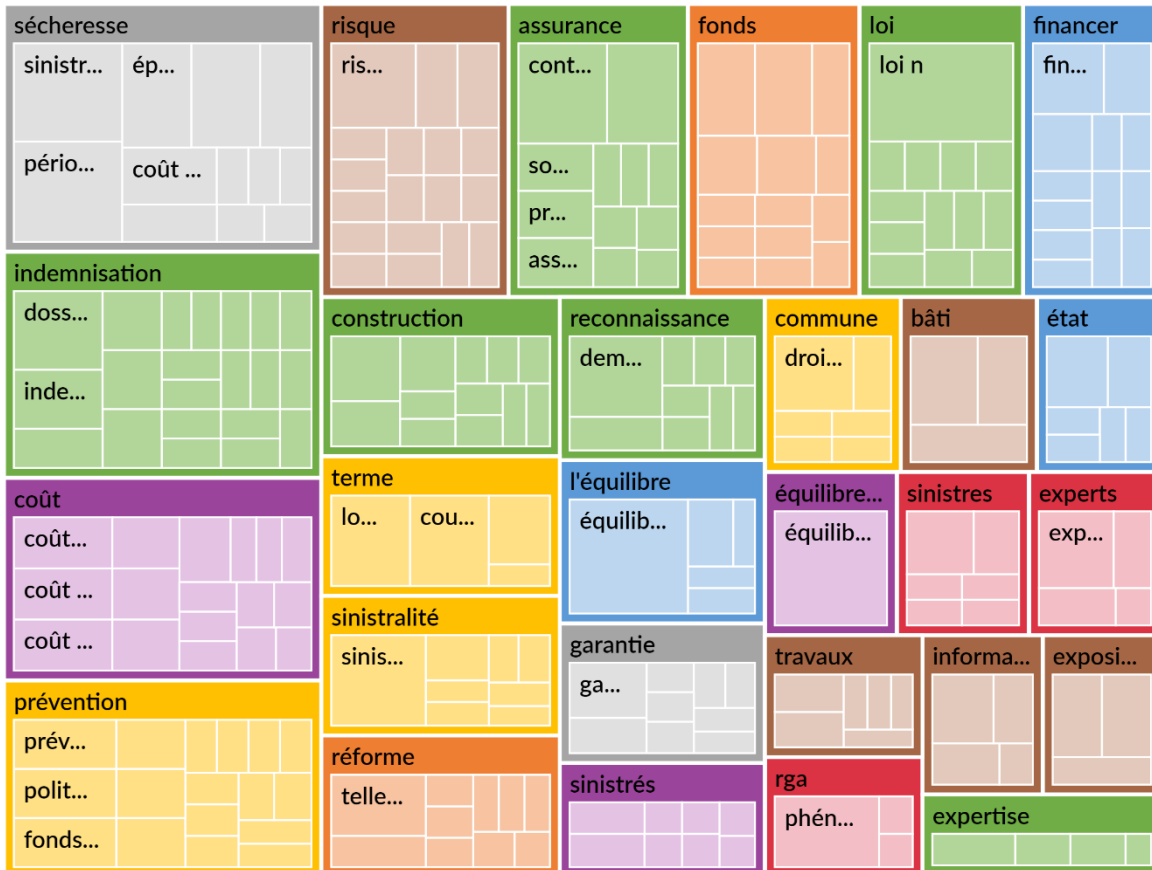 sécheresse
sinistr...
ép...
pério...
coût ...
risque
ris...
assurance
cont...
so...
pr...
ass...
fonds
loi
loi n
financer
fin...
indemnisation
doss...
inde...
construction
reconnaissance
dem...
commune
droi...
bâti
état
coût
coût...
coût ...
coût ...
terme
lo...
cou...
l'équilibre
équilib...
équilibre...
équilib...
sinistres
experts
exp...
sinistralité
sinis...
garantie
ga...
travaux
informa...
exposi...
prévention
prév...
polit...
fonds...
réforme
telle...
sinistrés
rga
phén...
expertise